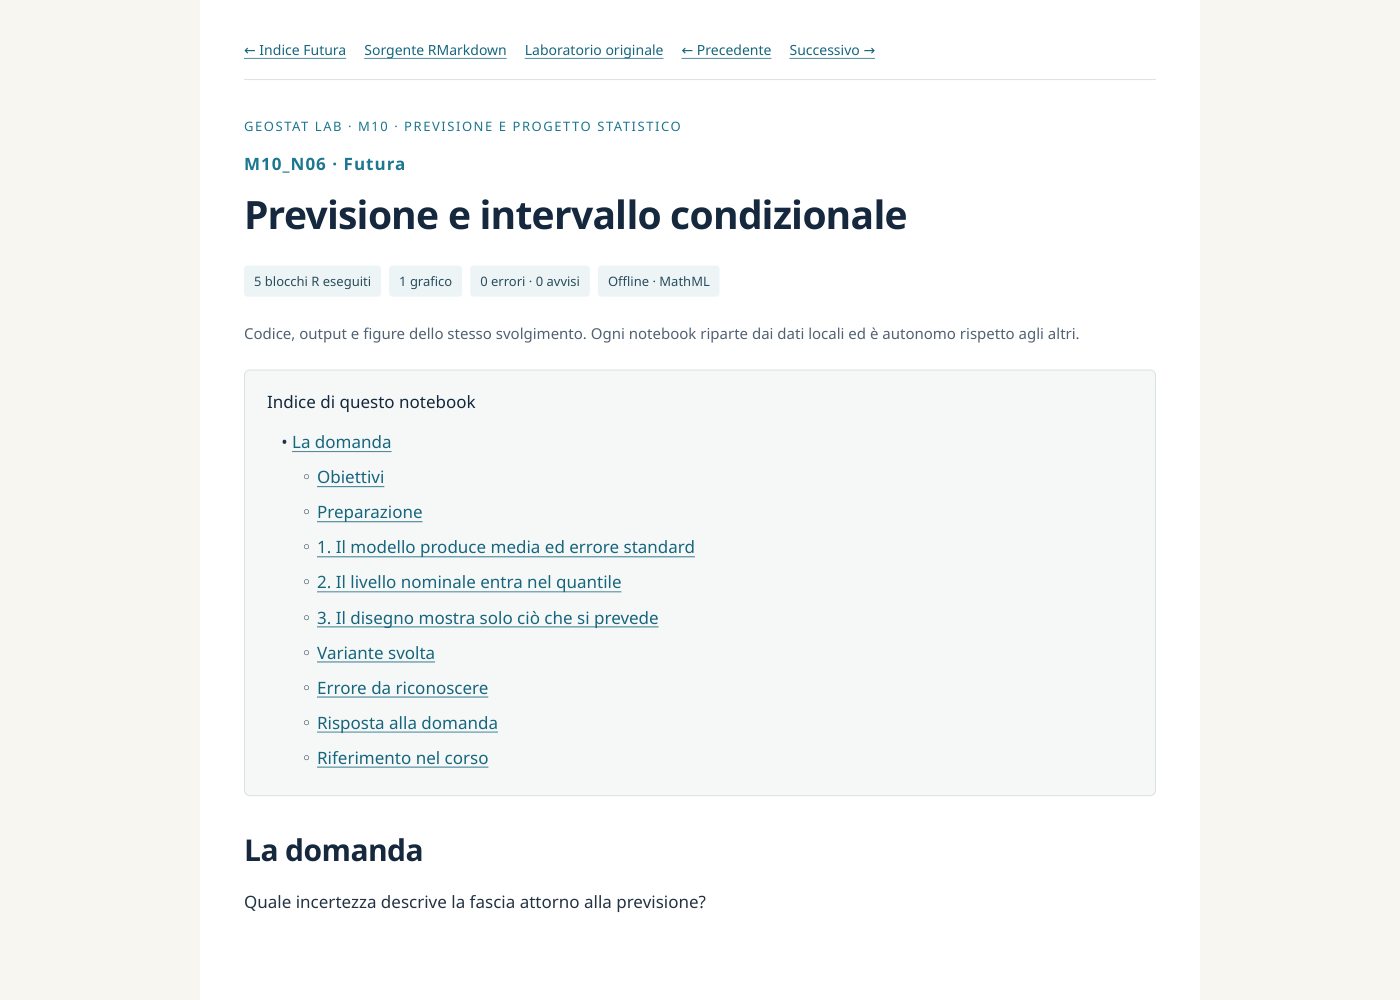 ← Indice Futura Sorgente RMarkdown Laboratorio originale ← Precedente Successivo →
GEOSTAT LAB · M10 · PREVISIONE E PROGETTO STATISTICO
M10_N06 · Futura
Previsione e intervallo condizionale
5 blocchi R eseguiti 1 grafico 0 errori · 0 avvisi Offline · MathML
Codice, output e figure dello stesso svolgimento. Ogni notebook riparte dai dati locali ed è autonomo rispetto agli altri.
Indice di questo notebook
• La domanda
◦ Obiettivi
◦ Preparazione
◦ 1. Il modello produce media ed errore standard
◦ 2. Il livello nominale entra nel quantile
◦ 3. Il disegno mostra solo ciò che si prevede
◦ Variante svolta
◦ Errore da riconoscere
◦ Risposta alla domanda
◦ Riferimento nel corso
La domanda
Quale incertezza descrive la fascia attorno alla previsione?